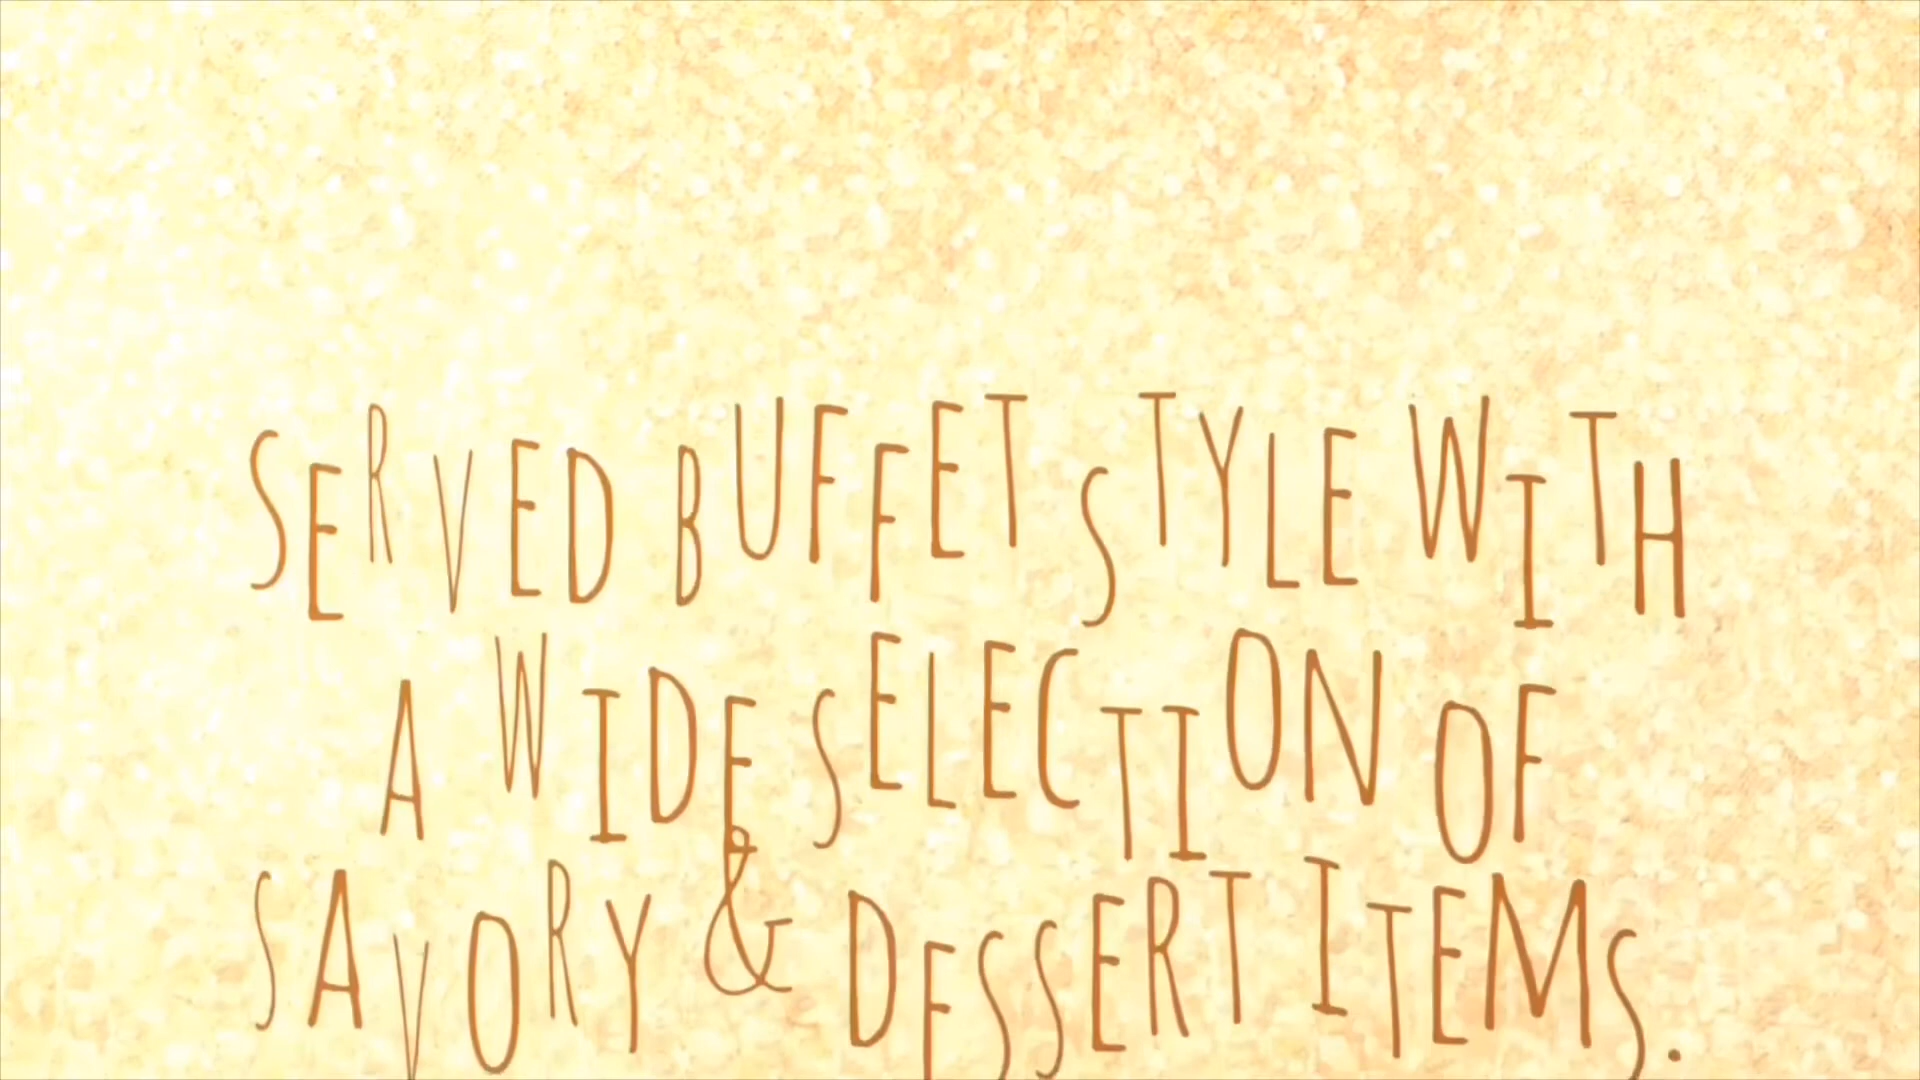 SERVED BUFFET STYLE WITH
A WIDE SELECTION OF
SAVORY & DESSERT ITEMS.